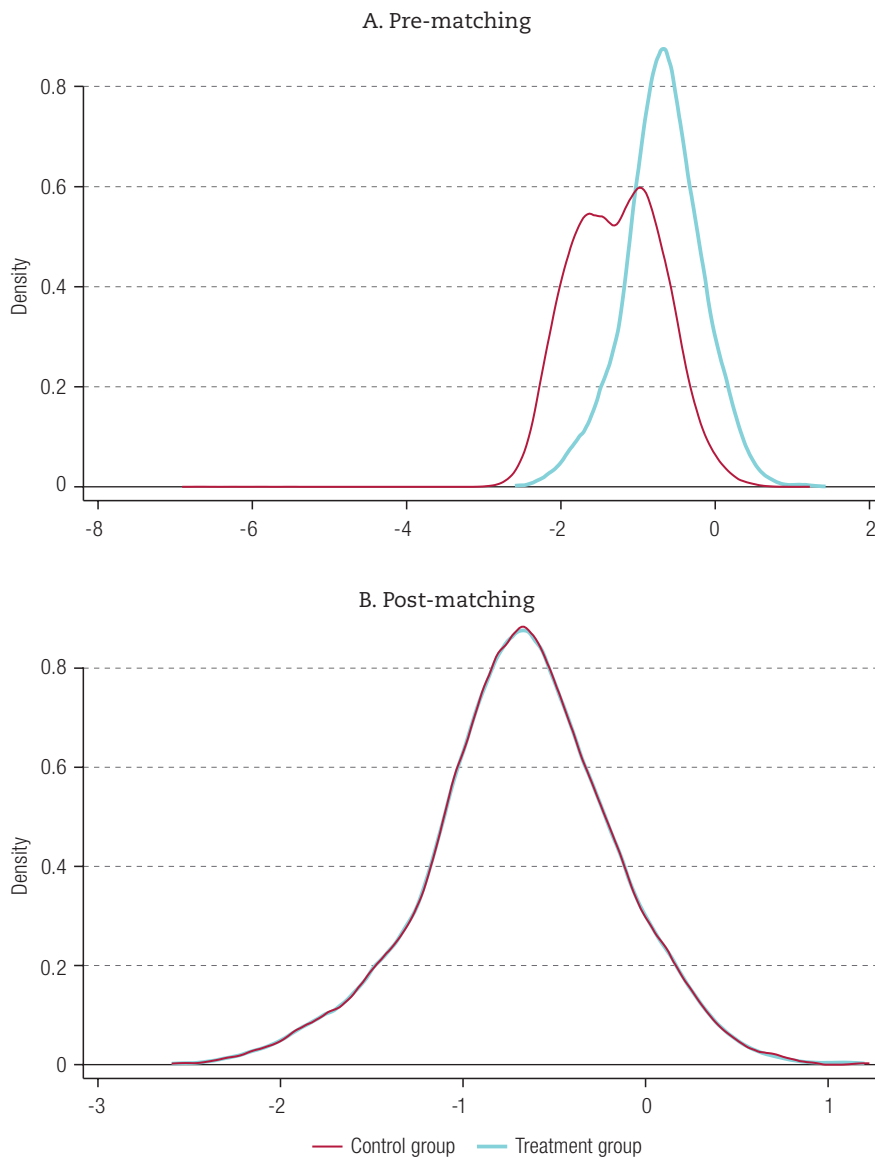 A. Pre-matching
0.8
0.6
0.4
0.2
0
Density
-8 -6 -4 -2 0 2
B. Post-matching
0.8
0.6
0.4
0.2
0
Density
-3 -2 -1 0 1
Control group Treatment group